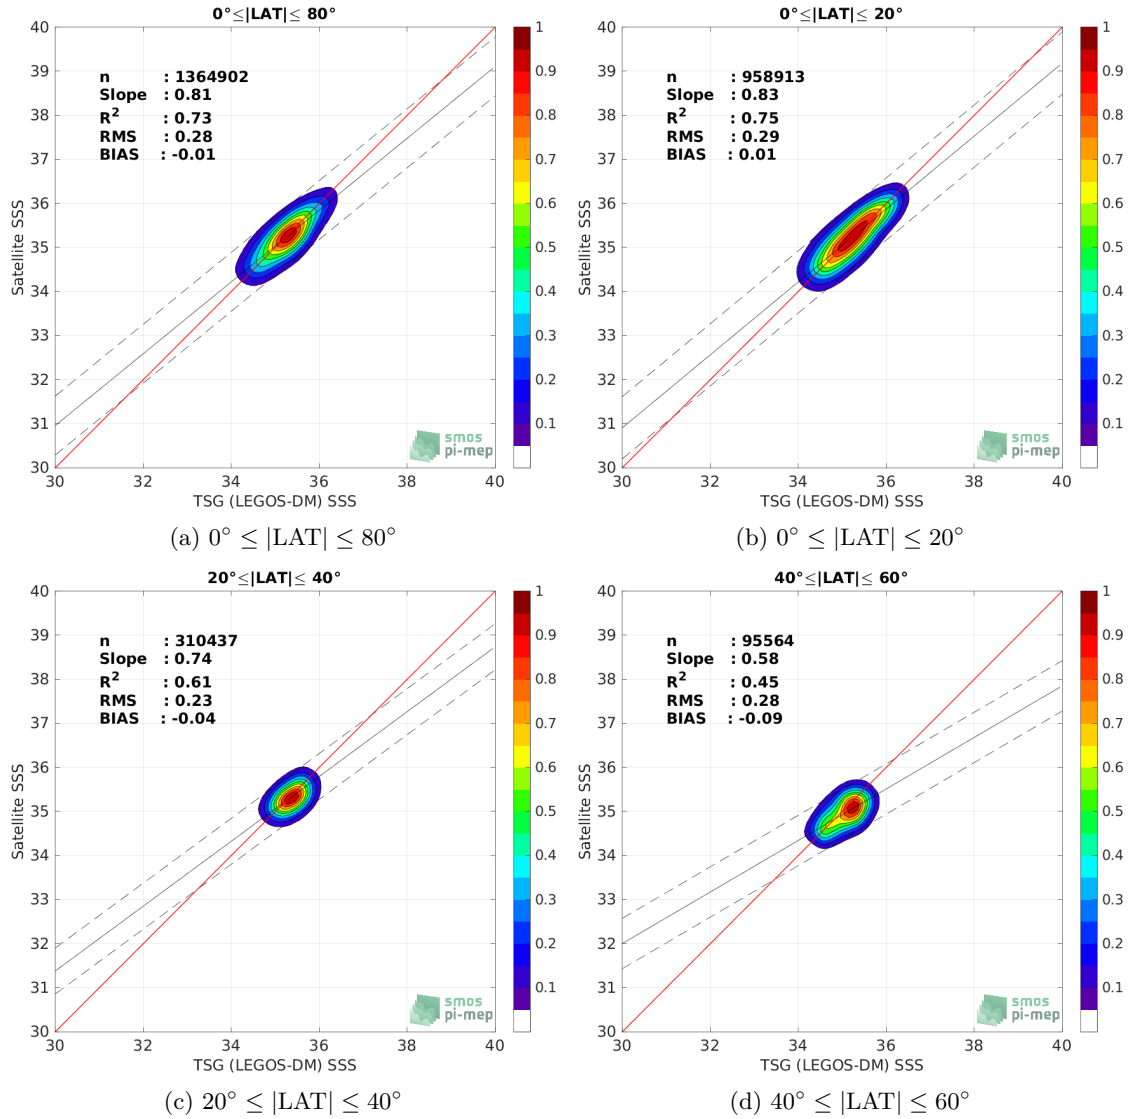 0°≤|LAT|≤ 80°
n : 1364902
Slope : 0.81
R² : 0.73
RMS : 0.28
BIAS : -0.01
40
39
38
37
36
35
34
33
32
31
30
30 32 34 36 38 40
Satellite SSS
TSG (LEGOS-DM) SSS
1
0.9
0.8
0.7
0.6
0.5
0.4
0.3
0.2
0.1
smos
pi-mep
(a) 0° ≤ |LAT| ≤ 80°
0°≤|LAT|≤ 20°
n : 958913
Slope : 0.83
R² : 0.75
RMS : 0.29
BIAS : 0.01
40
39
38
37
36
35
34
33
32
31
30
30 32 34 36 38 40
Satellite SSS
TSG (LEGOS-DM) SSS
1
0.9
0.8
0.7
0.6
0.5
0.4
0.3
0.2
0.1
smos
pi-mep
(b) 0° ≤ |LAT| ≤ 20°
20°≤|LAT|≤ 40°
n : 310437
Slope : 0.74
R² : 0.61
RMS : 0.23
BIAS : -0.04
40
39
38
37
36
35
34
33
32
31
30
30 32 34 36 38 40
Satellite SSS
TSG (LEGOS-DM) SSS
1
0.9
0.8
0.7
0.6
0.5
0.4
0.3
0.2
0.1
smos
pi-mep
(c) 20° ≤ |LAT| ≤ 40°
40°≤|LAT|≤ 60°
n : 95564
Slope : 0.58
R² : 0.45
RMS : 0.28
BIAS : -0.09
40
39
38
37
36
35
34
33
32
31
30
30 32 34 36 38 40
Satellite SSS
TSG (LEGOS-DM) SSS
1
0.9
0.8
0.7
0.6
0.5
0.4
0.3
0.2
0.1
smos
pi-mep
(d) 40° ≤ |LAT| ≤ 60°